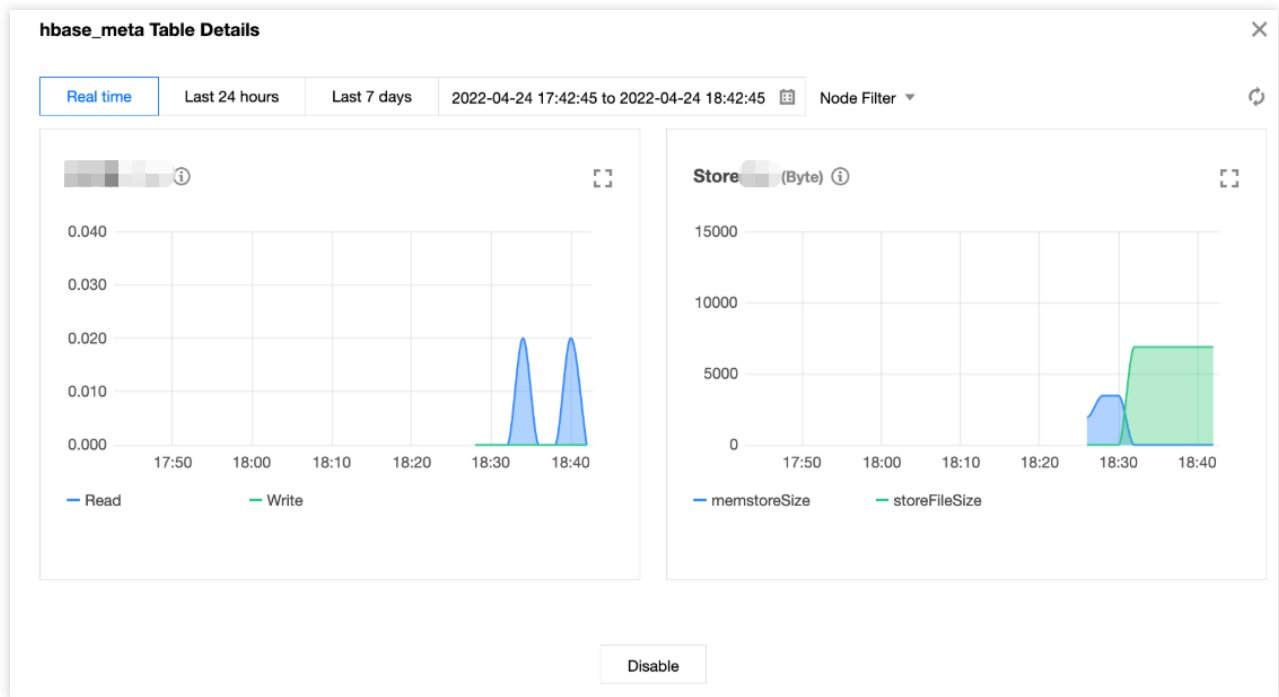 hbase_meta Table Details
Real time Last 24 hours Last 7 days 2022-04-24 17:42:45 to 2022-04-24 18:42:45 Node Filter
0.040
0.030
0.020
0.010
0.000
17:50 18:00 18:10 18:20 18:30 18:40
Read Write
Store (Byte)
15000
10000
5000
0
17:50 18:00 18:10 18:20 18:30 18:40
memstoreSize storeFileSize
Disable